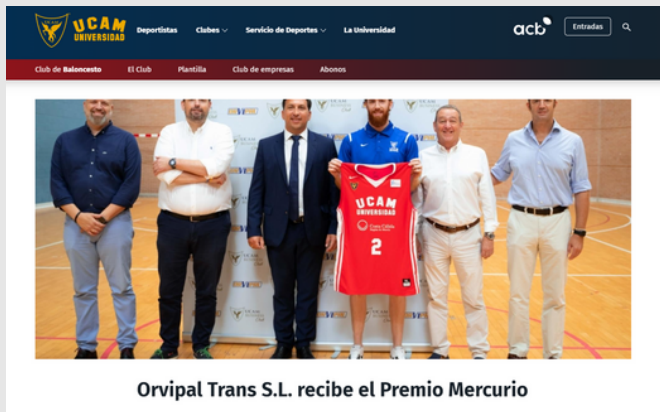 UCAM
UNIVERSIDAD
Deportistas Clubes Servicio de Deportes La Universidad acb Entradas
Club de Baloncesto El Club Plantilla Club de empresas Abonos
UCAM
UNIVERSIDAD
2
Orvipal Trans S.L. recibe el Premio Mercurio